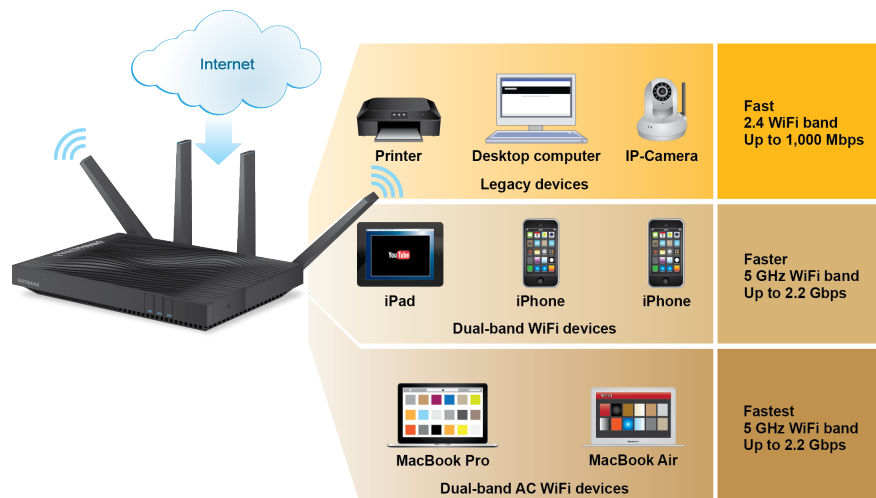 Internet
NETGEAR
Printer
Desktop computer
IP-Camera
Legacy devices
Fast
2.4 WiFi band
Up to 1,000 Mbps
YouTube
iPad
iPhone
iPhone
Dual-band WiFi devices
Faster
5 GHz WiFi band
Up to 2.2 Gbps
MacBook Pro
MacBook Air
Dual-band AC WiFi devices
Fastest
5 GHz WiFi band
Up to 2.2 Gbps